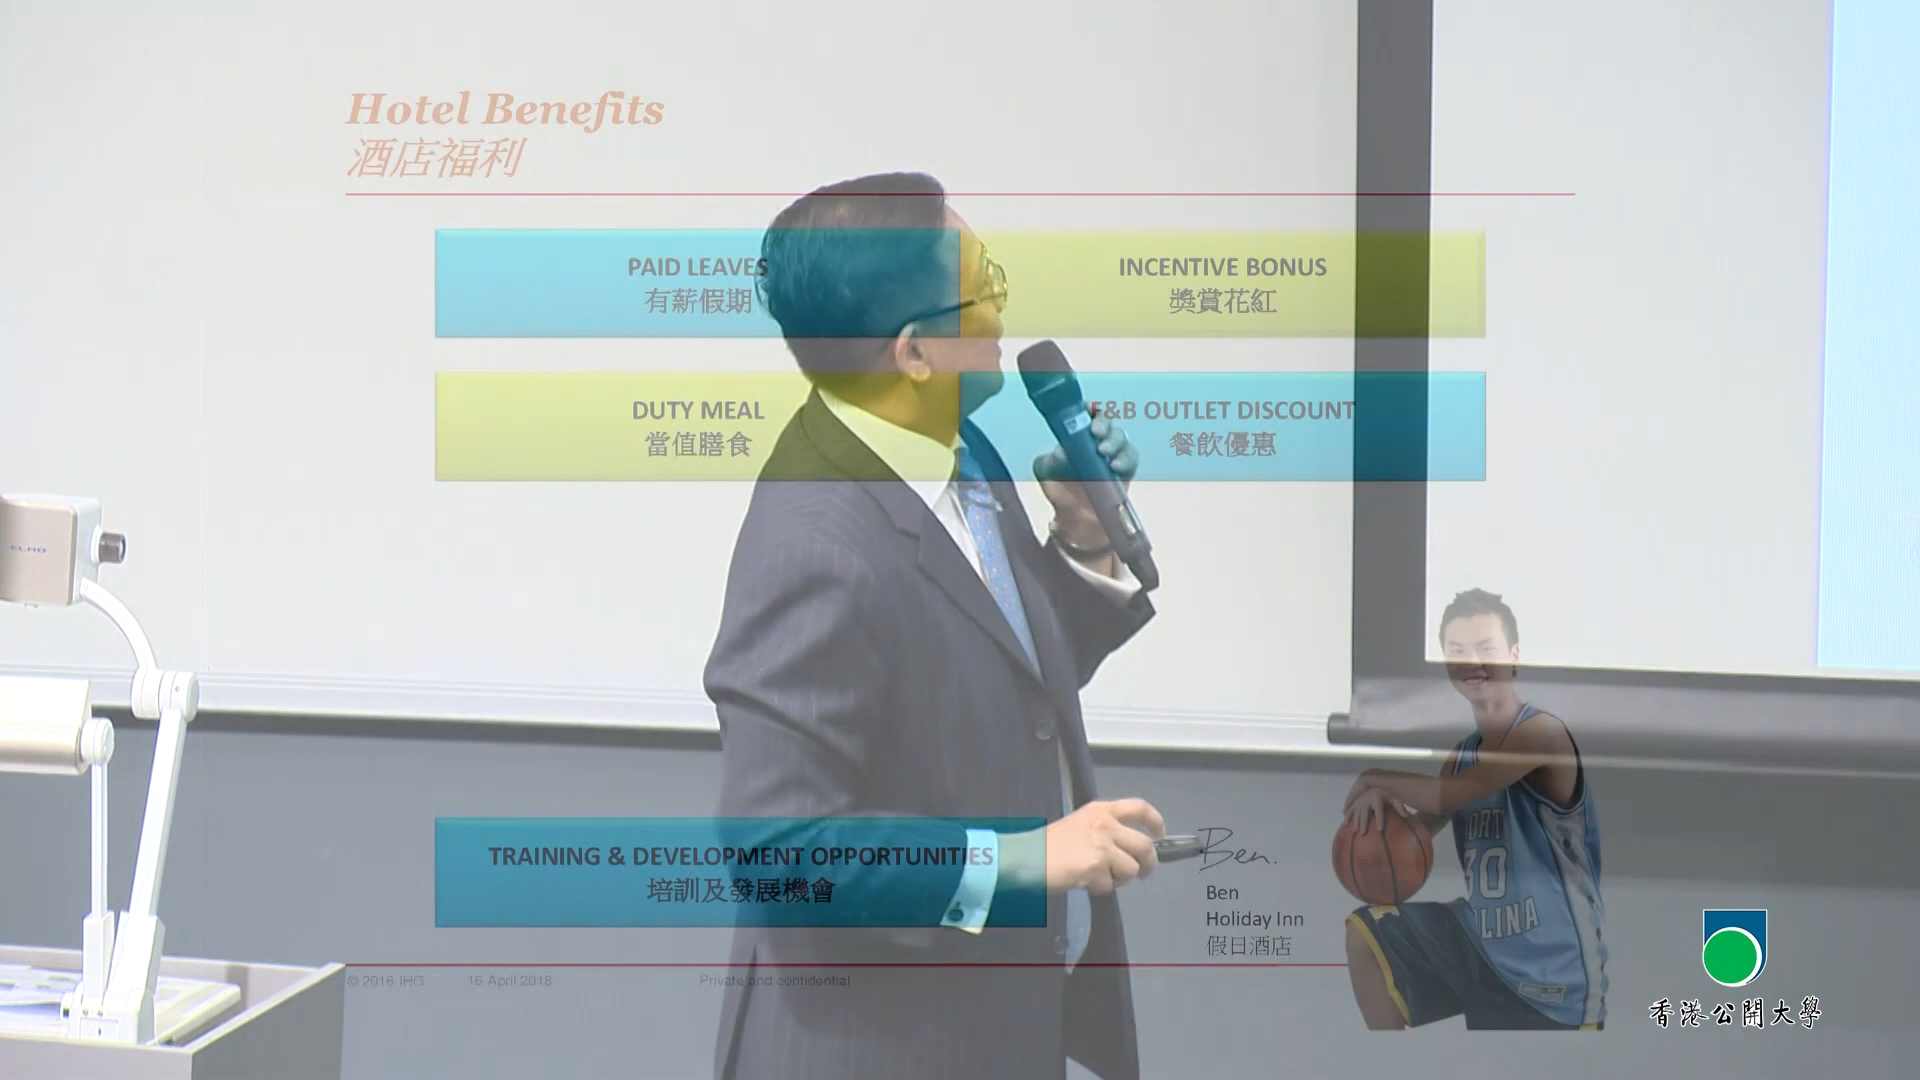 Hotel Benefits
酒店福利
PAID LEAVES
有薪假期
INCENTIVE BONUS
獎賞花紅
DUTY MEAL
當值膳食
F&B OUTLET DISCOUNT
餐飲優惠
ELMO
TRAINING & DEVELOPMENT OPPORTUNITIES
培訓及發展機會
Ben.
Ben
Holiday Inn
假日酒店
30
LINA
© 2016 IHG
16 April 2018
Private and confidential
香港公開大學